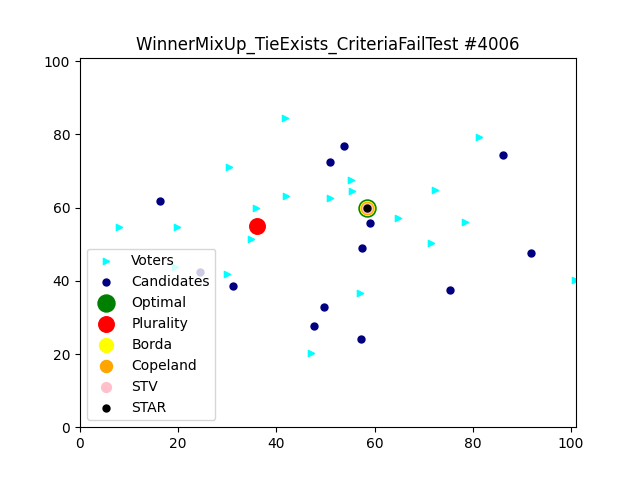 WinnerMixUp_TieExists_CriteriaFailTest #4006
100
80
60
40
20
0
Voters
Candidates
Optimal
Plurality
Borda
Copeland
STV
STAR
0 20 40 60 80 100